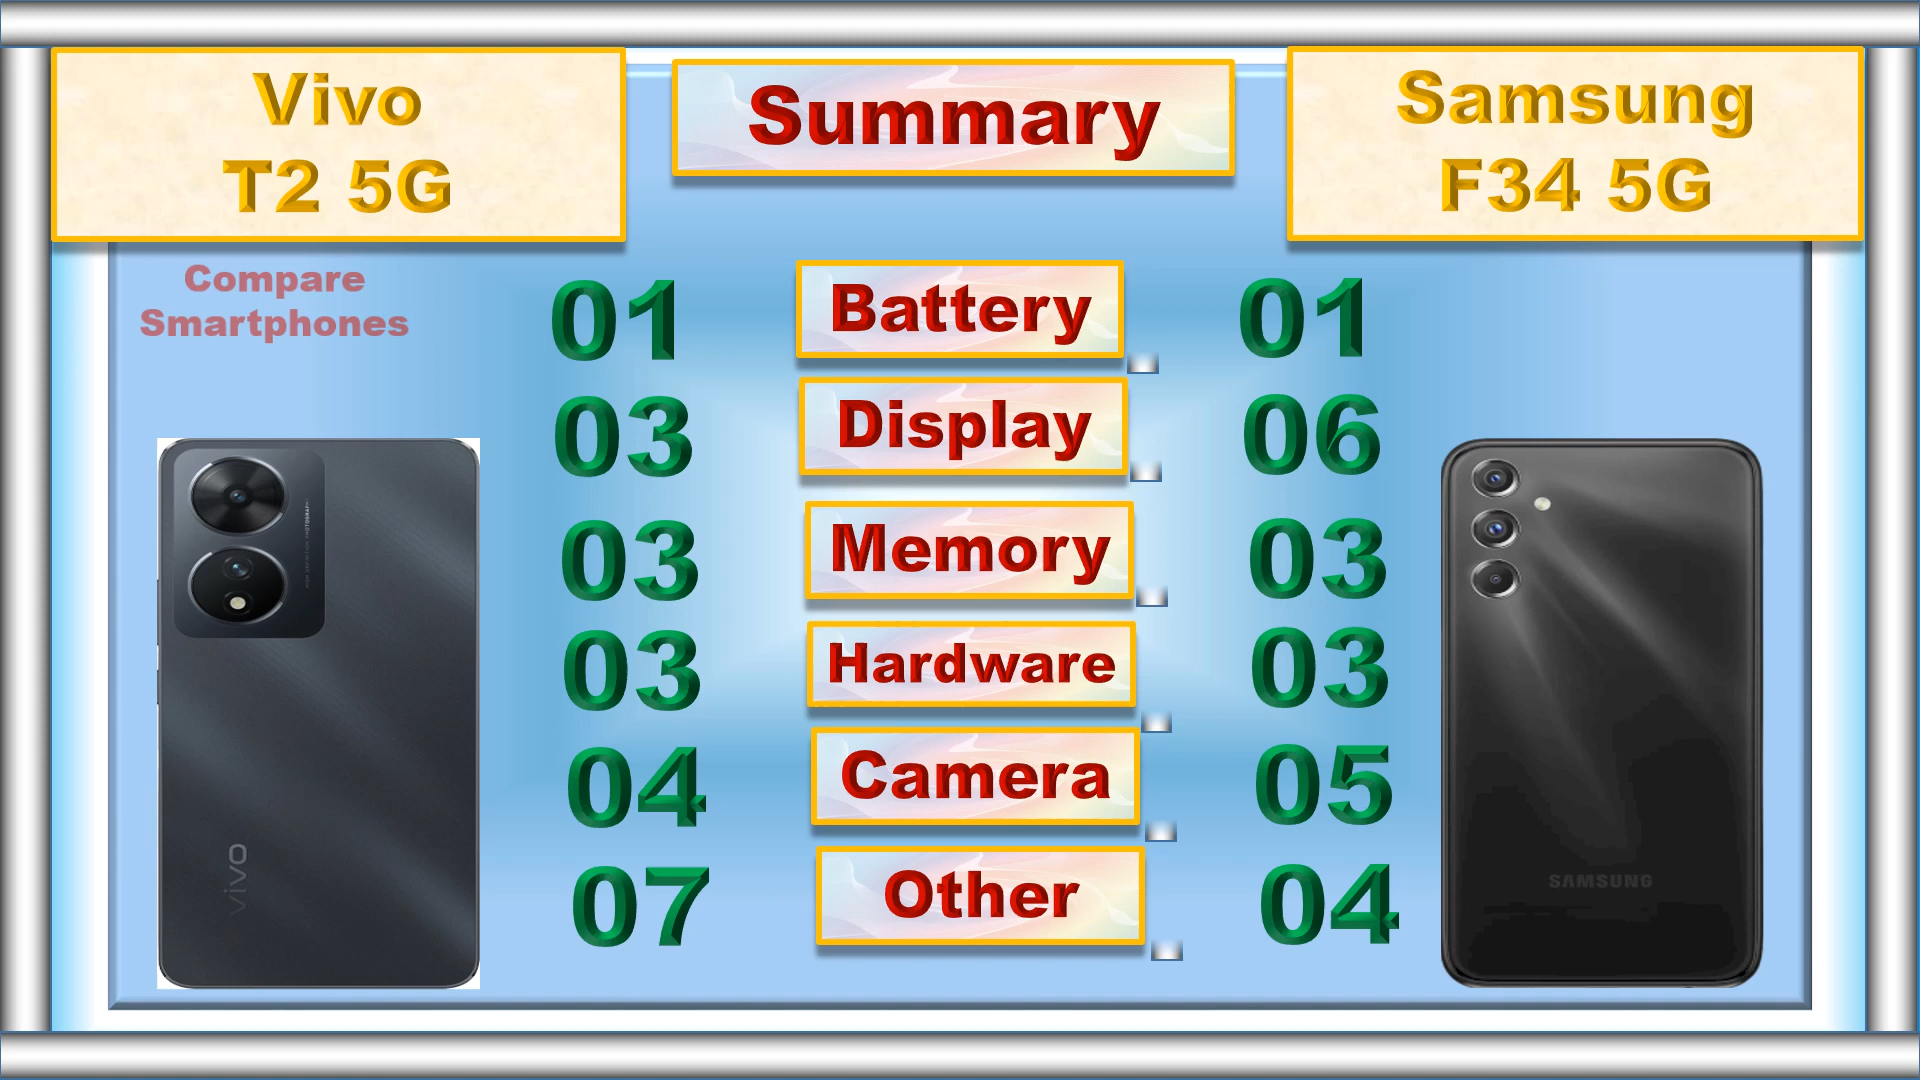 Vivo
T2 5G
Summary
Samsung
F34 5G
Compare
Smartphones
01 Battery 01
03 Display 06
03 Memory 03
03 Hardware 03
04 Camera 05
07 Other 04
vivo
SAMSUNG